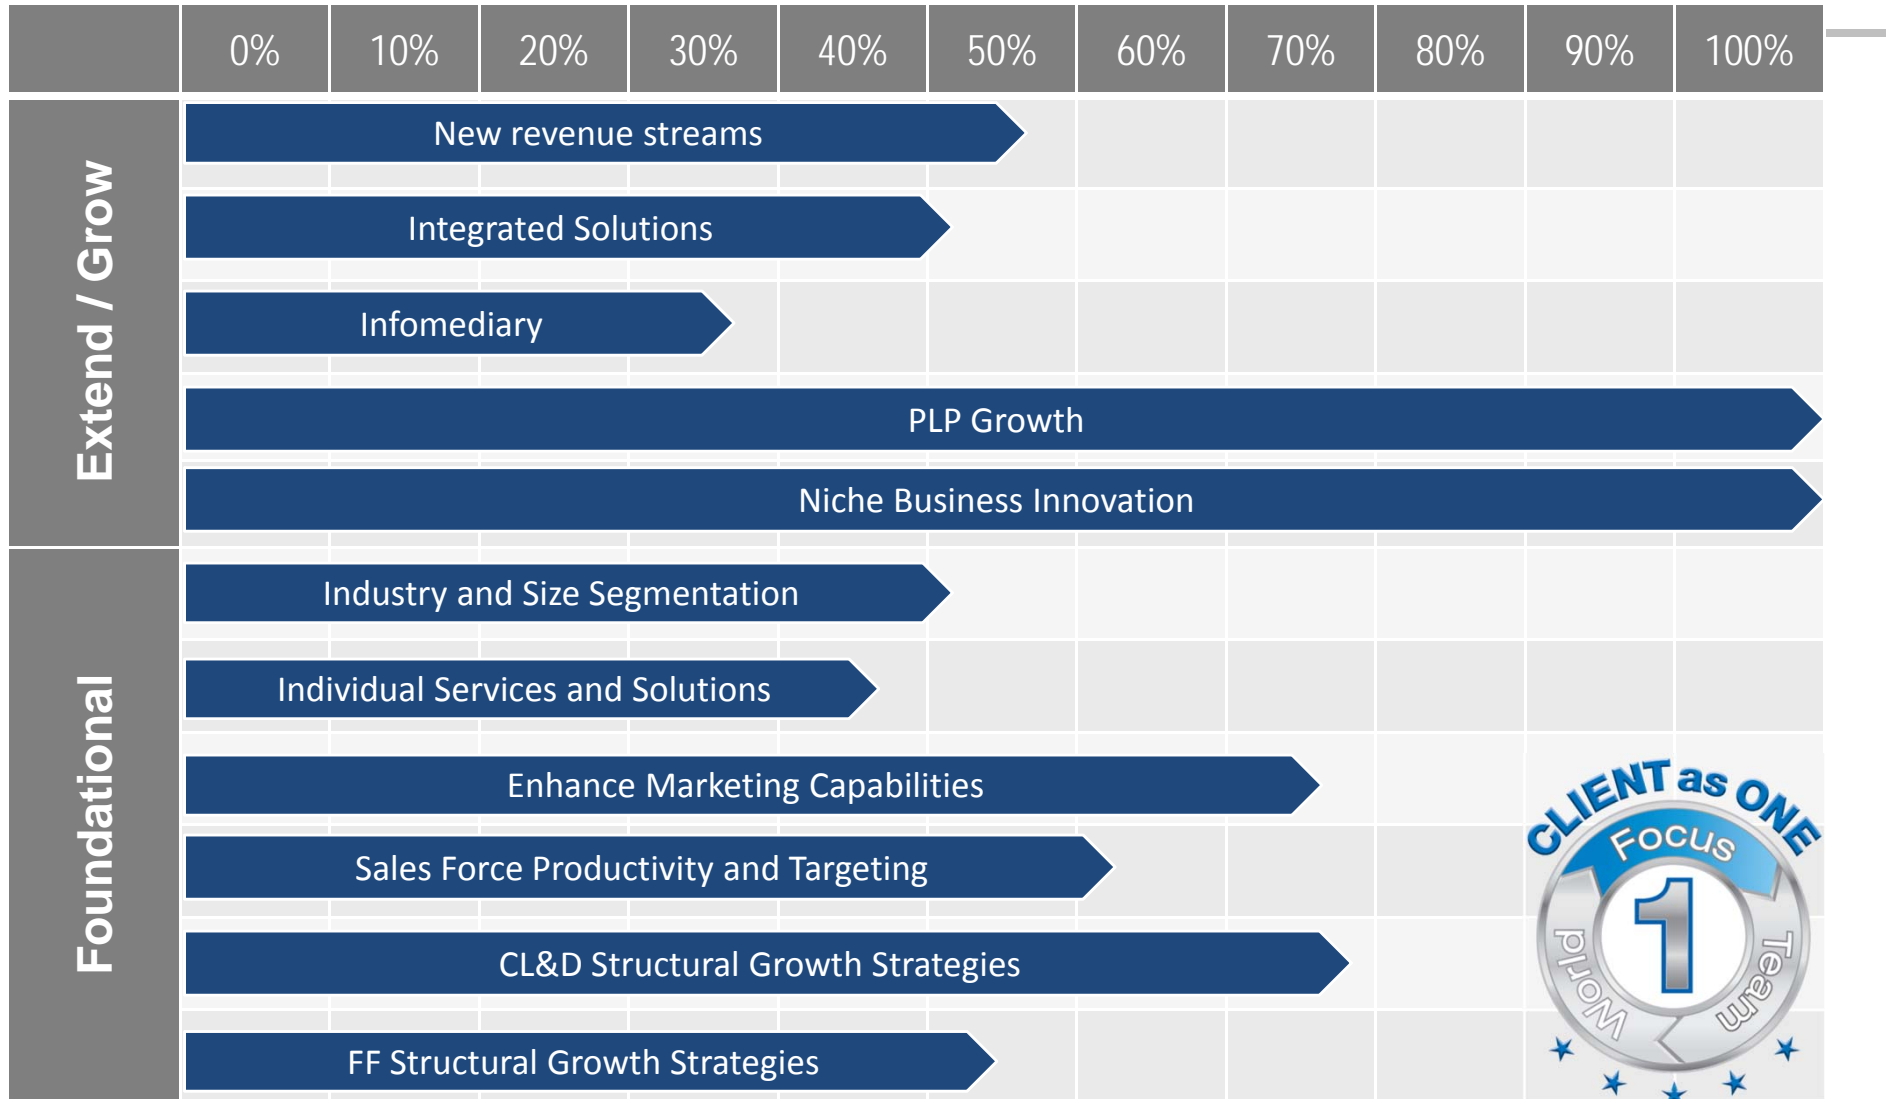 0% 10% 20% 30% 40% 50% 60% 70% 80% 90% 100%
Extend / Grow
New revenue streams
Integrated Solutions
Infomediary
PLP Growth
Niche Business Innovation
Foundational
Industry and Size Segmentation
Individual Services and Solutions
Enhance Marketing Capabilities
Sales Force Productivity and Targeting
CL&D Structural Growth Strategies
FF Structural Growth Strategies
CLIENT as ONE
Focus
1
World
Team